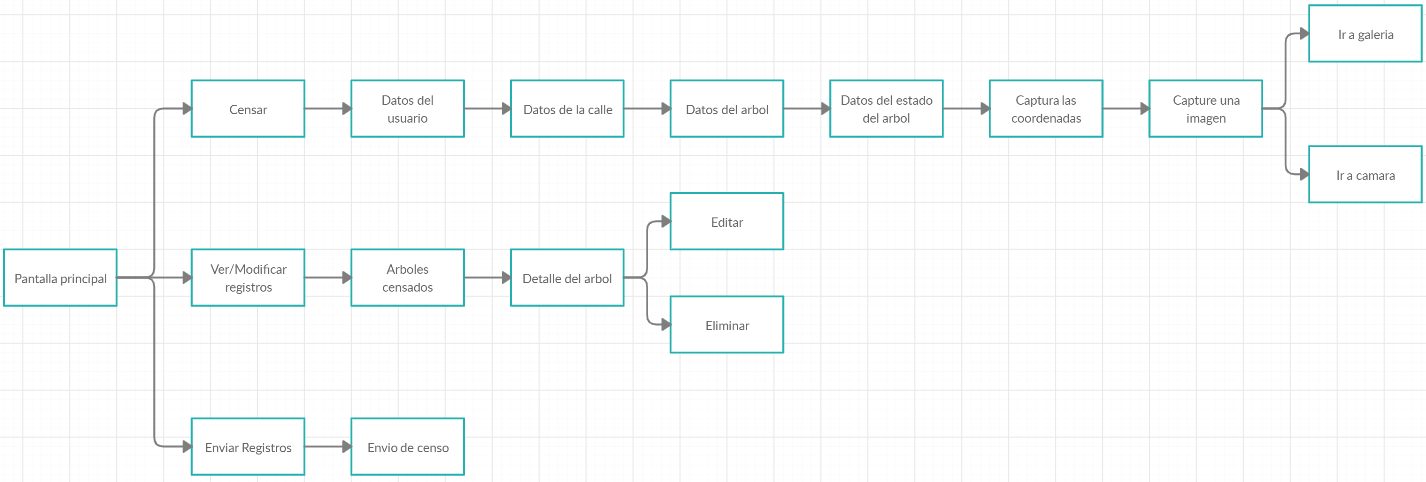 Ir a galeria
Censar
Datos del
usuario
Datos de la calle
Datos del arbol
Datos del estado
del arbol
Captura las
coordenadas
Capture una
imagen
Ir a camara
Editar
Pantalla principal
Ver/Modificar
registros
Arboles
censados
Detalle del arbol
Eliminar
Enviar Registros
Envio de censo